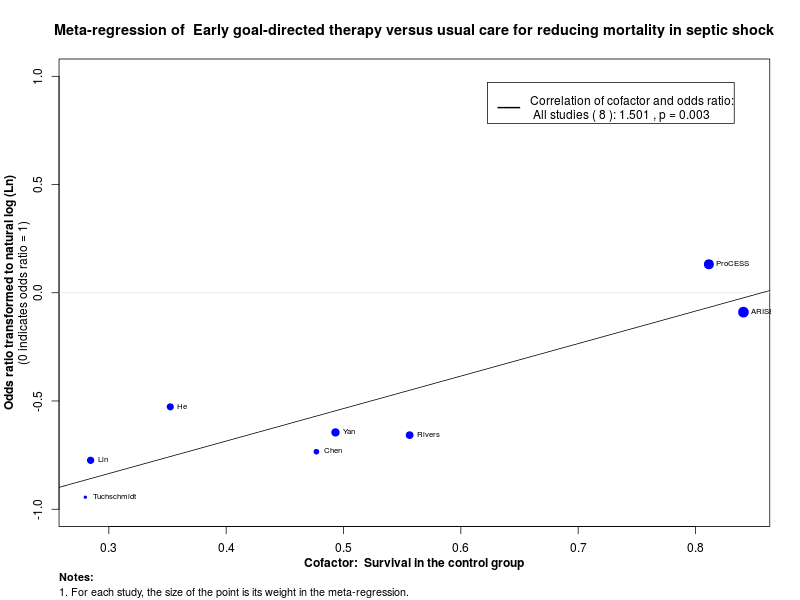 Meta-regression of  Early goal-directed therapy versus usual care for reducing mortality in septic shock
Correlation of cofactor and odds ratio:
All studies ( 8 ): 1.501 , p = 0.003
Odds ratio transformed to natural log (Ln)
(0 indicates odds ratio = 1)
1.0
0.5
0.0
-0.5
-1.0
ProCESS
ARISE
He
Yan
Rivers
Chen
Lin
Tuchschmidt
0.3
0.4
0.5
0.6
0.7
0.8
Cofactor:  Survival in the control group
Notes:
1. For each study, the size of the point is its weight in the meta-regression.